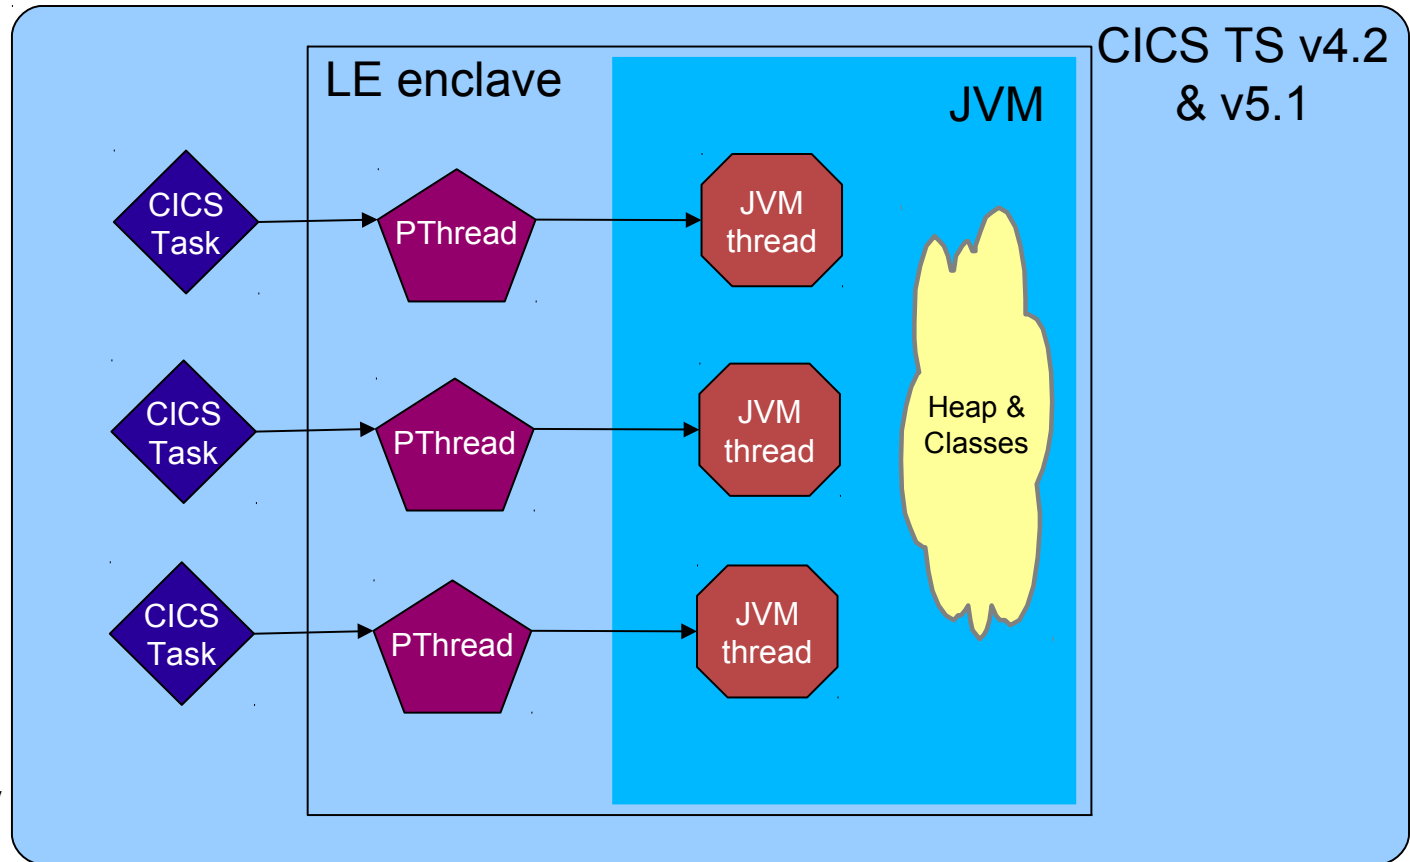 CICS TS v4.2
& v5.1
LE enclave
JVM
CICS
Task
PThread
JVM
thread
CICS
Task
PThread
JVM
thread
Heap &
Classes
CICS
Task
PThread
JVM
thread